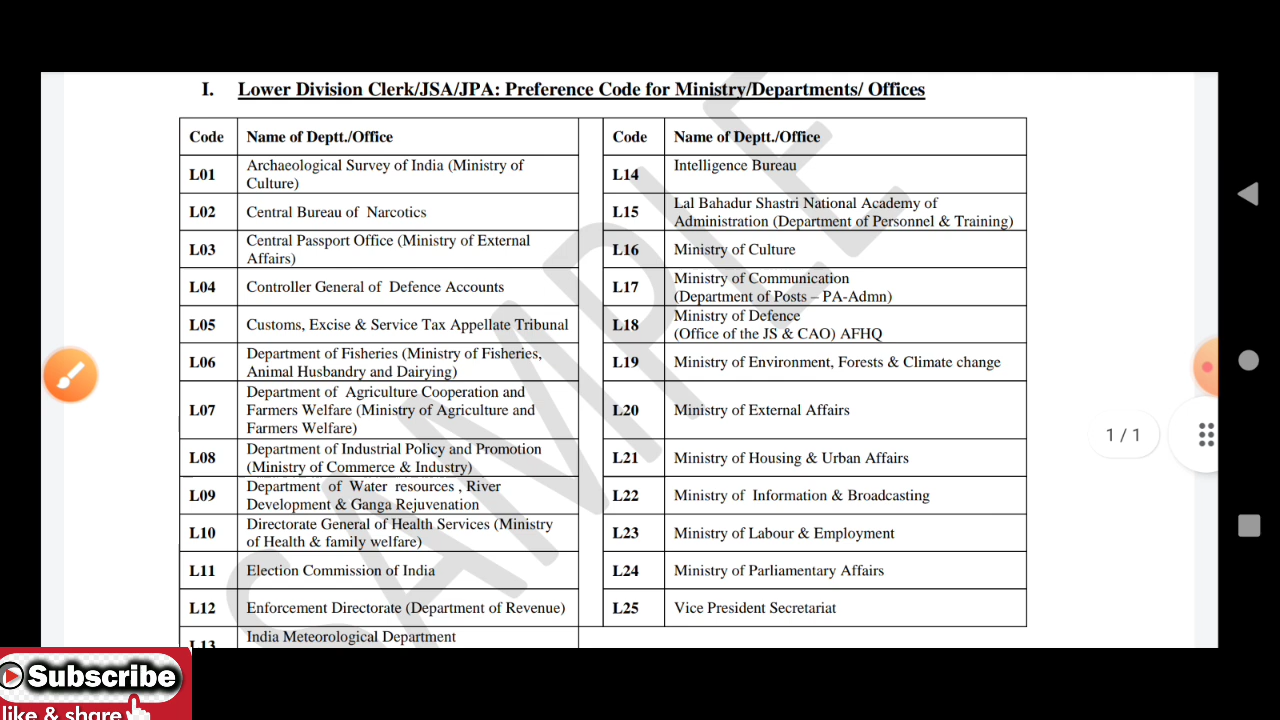 I. Lower Division Clerk/JSA/JPA: Preference Code for Ministry/Departments/ Offices
Code Name of Deptt./Office
L01 Archaeological Survey of India (Ministry of
Culture)
L02 Central Bureau of Narcotics
L03 Central Passport Office (Ministry of External
Affairs)
L04 Controller General of Defence Accounts
L05 Customs, Excise & Service Tax Appellate Tribunal
L06 Department of Fisheries (Ministry of Fisheries,
Animal Husbandry and Dairying)
L07 Department of Agriculture Cooperation and
Farmers Welfare (Ministry of Agriculture and
Farmers Welfare)
L08 Department of Industrial Policy and Promotion
(Ministry of Commerce & Industry)
L09 Department of Water resources , River
Development & Ganga Rejuvenation
L10 Directorate General of Health Services (Ministry
of Health & family welfare)
L11 Election Commission of India
L12 Enforcement Directorate (Department of Revenue)
L13 India Meteorological Department
Code Name of Deptt./Office
L14 Intelligence Bureau
L15 Lal Bahadur Shastri National Academy of
Administration (Department of Personnel & Training)
L16 Ministry of Culture
L17 Ministry of Communication
(Department of Posts – PA-Admn)
L18 Ministry of Defence
(Office of the JS & CAO) AFHQ
L19 Ministry of Environment, Forests & Climate change
L20 Ministry of External Affairs
L21 Ministry of Housing & Urban Affairs
L22 Ministry of Information & Broadcasting
L23 Ministry of Labour & Employment
L24 Ministry of Parliamentary Affairs
L25 Vice President Secretariat
SAMPLE
1 / 1
Subscribe
like & share